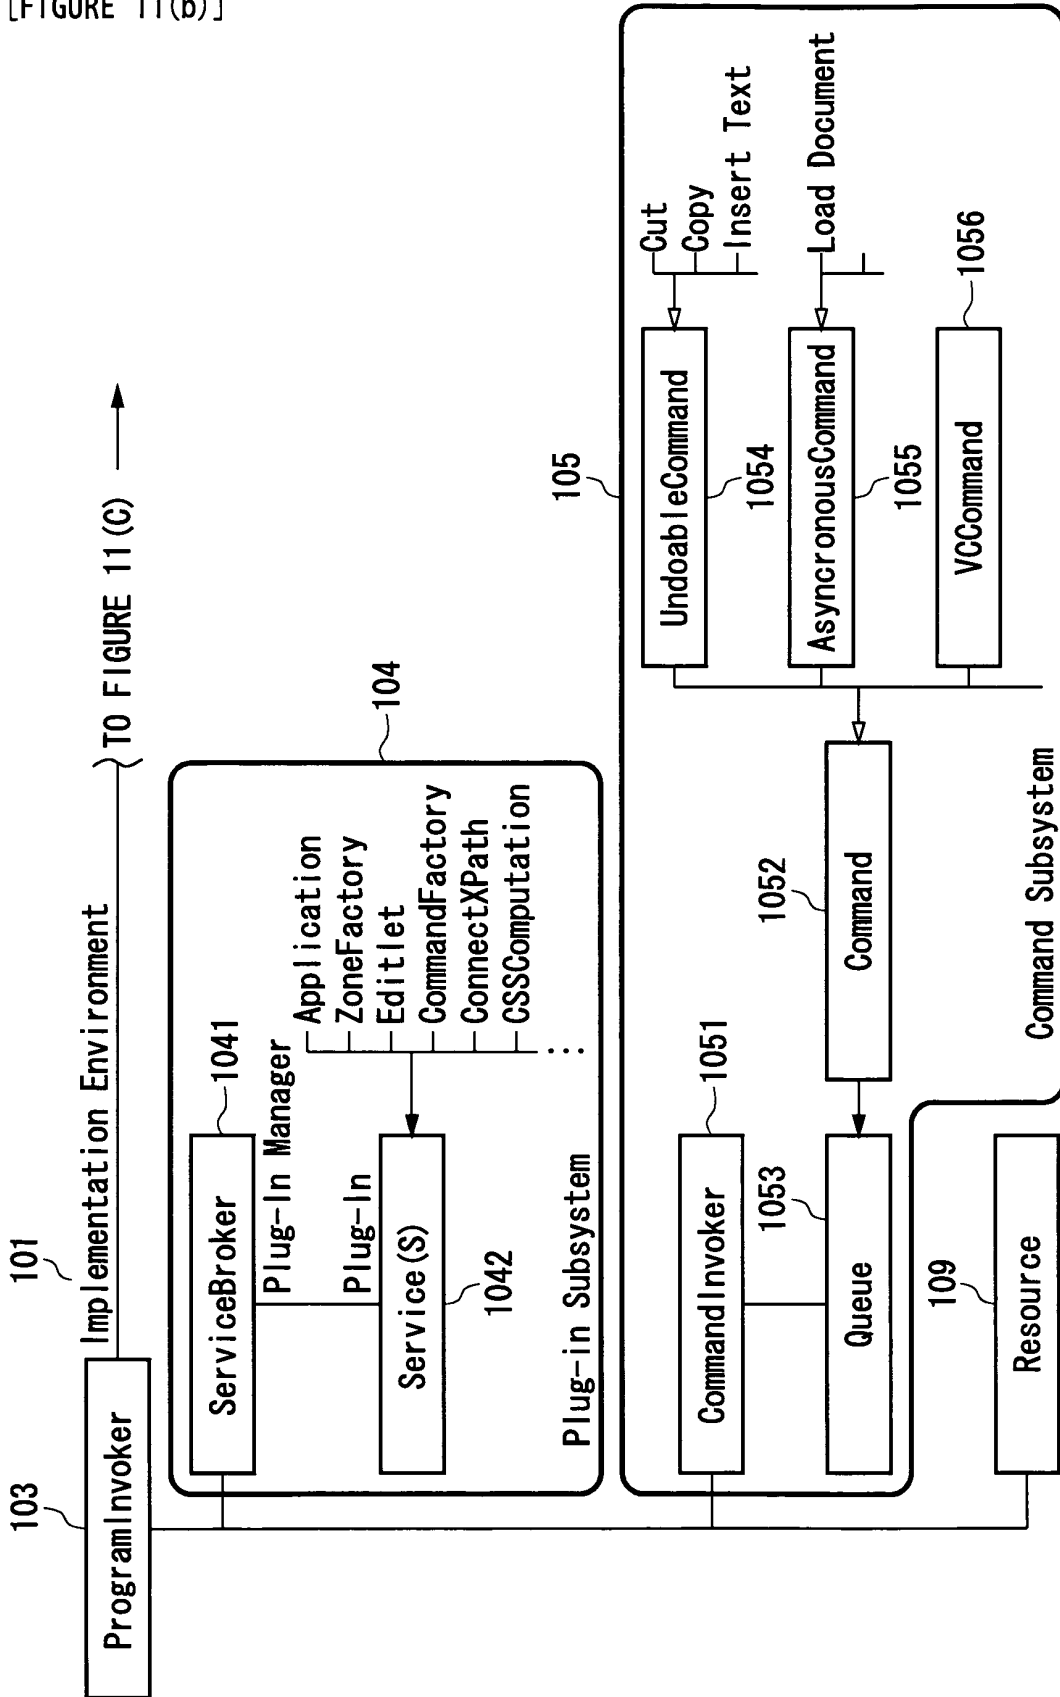 [FIGURE 11(b)]
101
Implementation Environment
103
ProgramInvoker
TO FIGURE 11(C)
104
ServiceBroker
1041
Plug-In Manager
Plug-In
Service(S)
1042
Application
ZoneFactory
Editlet
CommandFactory
ConnectXPath
CSSComputation
...
Plug-in Subsystem
105
CommandInvoker
1051
1053
Queue
1052
Command
UndoableCommand
1054
Cut
Copy
Insert Text
AsyncronousCommand
1055
Load Document
VCCommand
1056
Command Subsystem
109
Resource